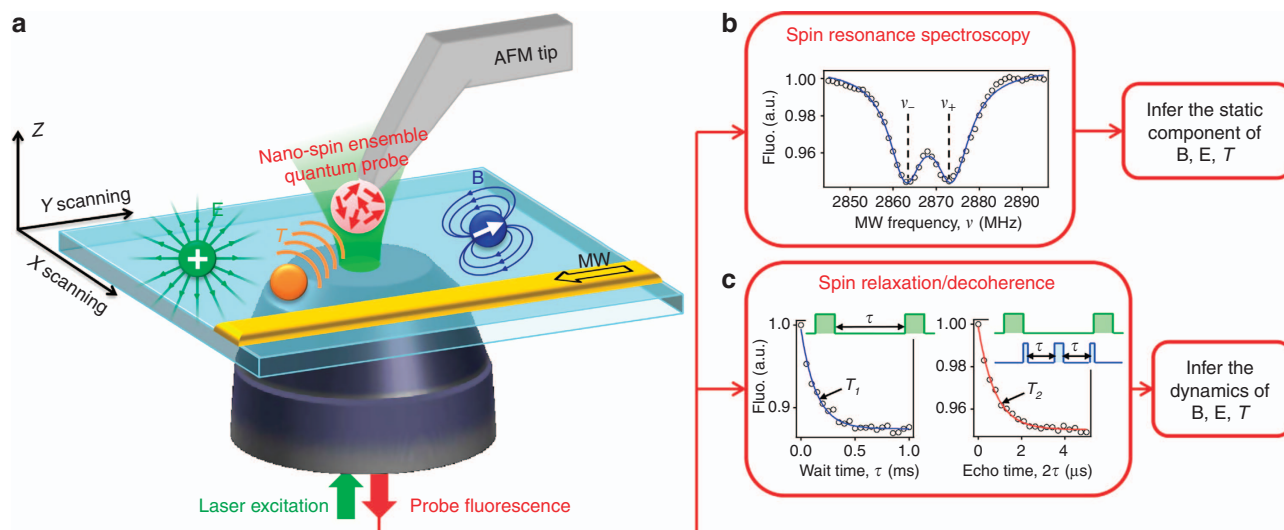 a
AFM tip
Z
Nano-spin ensemble
quantum probe
Y scanning
X scanning
E
+
T
B
MW
Laser excitation
Probe fluorescence
b
Spin resonance spectroscopy
Fluo. (a.u.)
1.00
0.98
0.96
ν– ν+
2850 2860 2870 2880 2890
MW frequency, ν (MHz)
Infer the static
component of
B, E, T
c
Spin relaxation/decoherence
Fluo. (a.u.)
1.0
0.9
τ
T1
0.0 0.5 1.0
Wait time, τ (ms)
1.00
0.98
0.96
τ τ
T2
0 2 4
Echo time, 2τ (μs)
Infer the
dynamics of
B, E, T